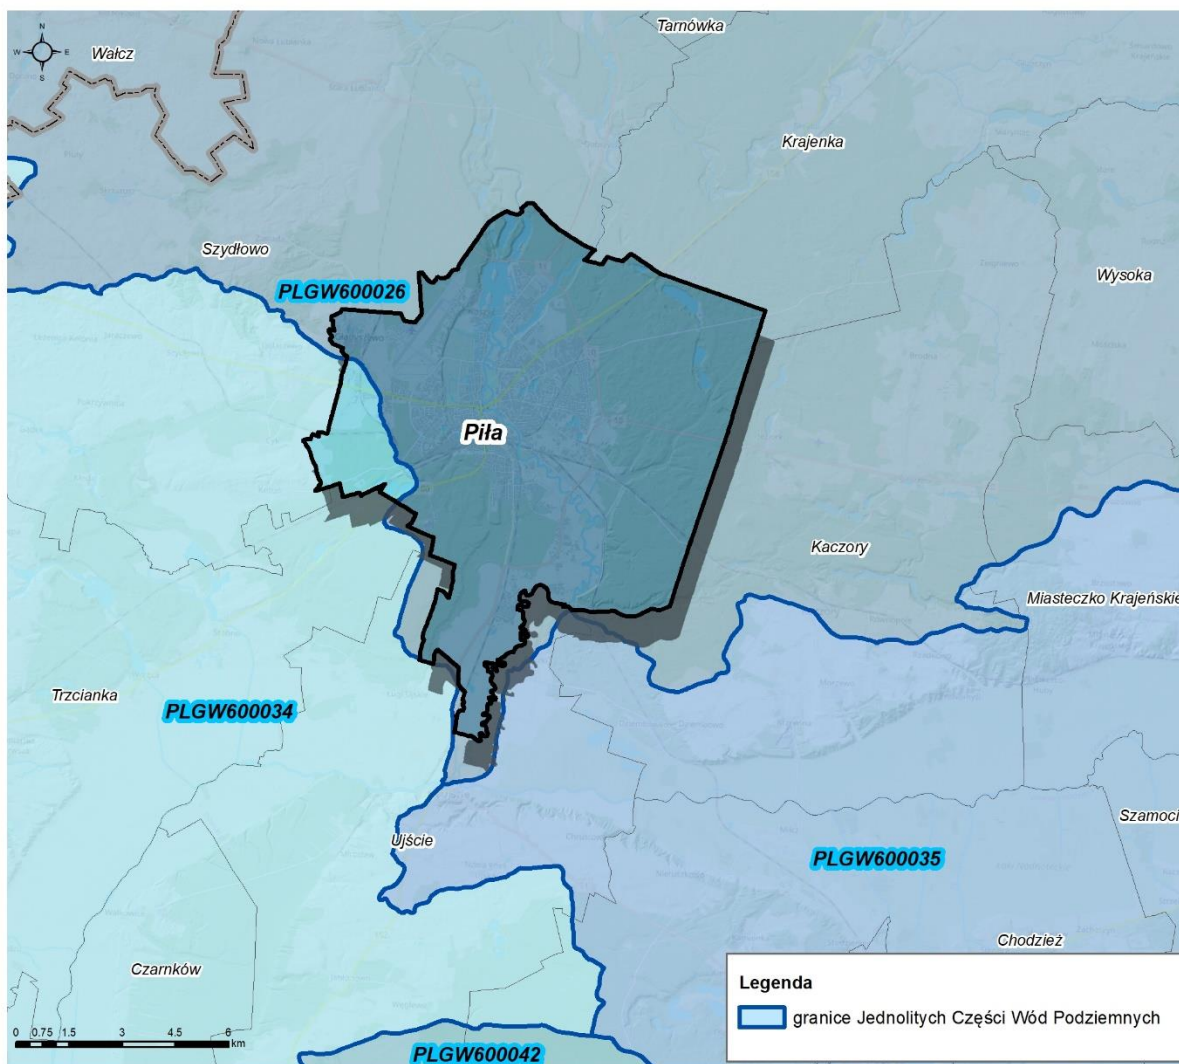 Tarnówka
N
W
E
S
Wałcz
Krajenka
Szydłowo
Wysoka
PLGW600026
Piła
Kaczory
Miasteczko Krajeńskie
Trzcianka
PLGW600034
Szamoci
Ujście
PLGW600035
Chodzież
Czarnków
Legenda
granice Jednolitych Części Wód Podziemnych
0 0.75 1.5 3 4.5 6
km
PLGW600042